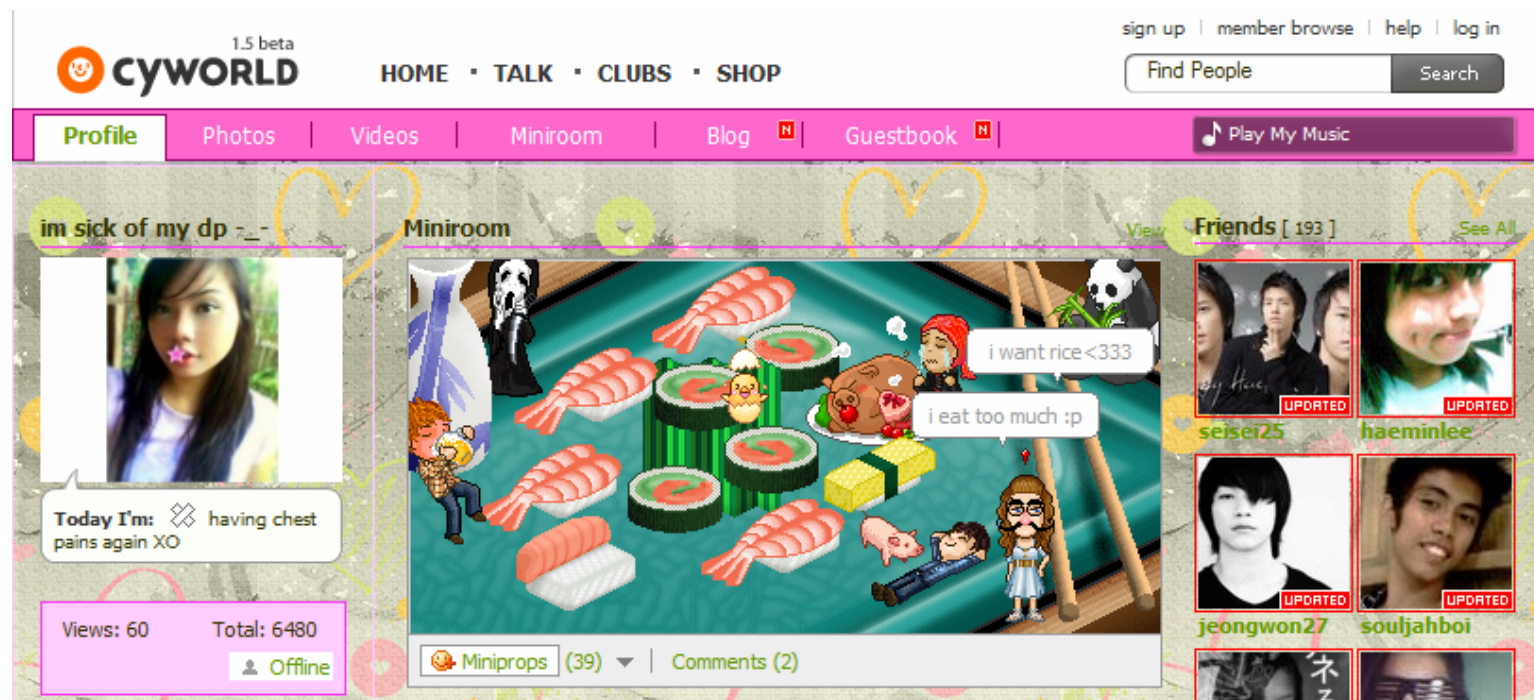 1.5 beta
CYWORLD
HOME · TALK · CLUBS · SHOP
sign up | member browse | help | log in
Find People
Search
Profile
Photos
Videos
Miniroom
Blog N
Guestbook N
Play My Music
im sick of my dp -_-
Today I'm: having chest
pains again XO
Views: 60 Total: 6480
Offline
Miniroom
View
i want rice<333
i eat too much :p
Miniprops (39)
Comments (2)
Friends [ 193 ]
See All
UPDATED
UPDATED
seisei25
haeminlee
UPDATED
UPDATED
jeongwon27
souljahboi
ネ